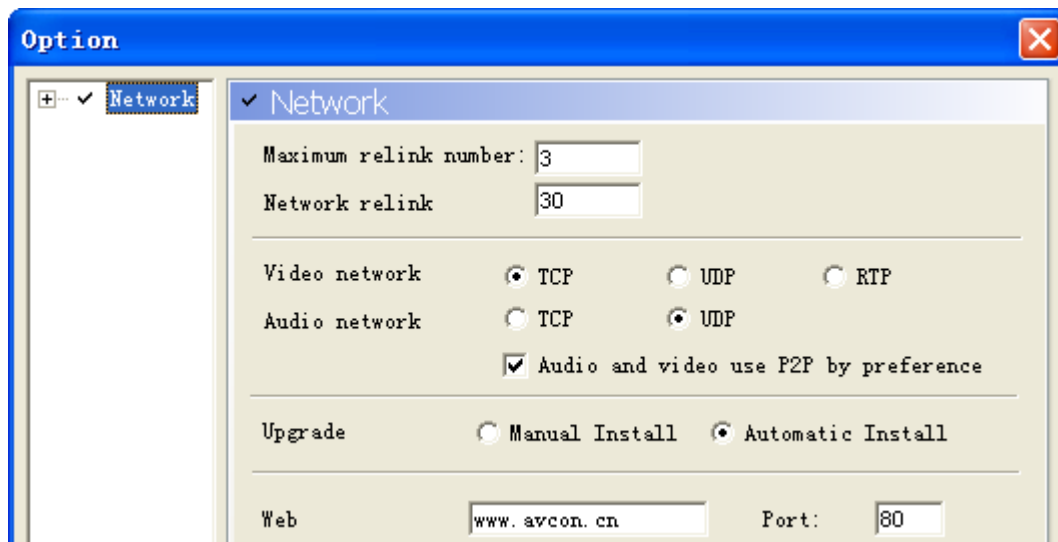 Option
Network
Network
Maximum relink number: 3
Network relink 30
Video network TCP UDP RTP
Audio network TCP UDP
Audio and video use P2P by preference
Upgrade Manual Install Automatic Install
Web www.avcon.cn Port: 80